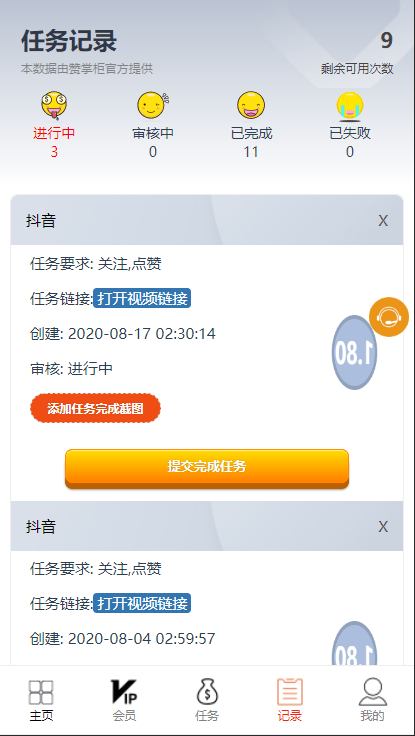 任务记录
9
本数据由赞掌柜官方提供
剩余可用次数
进行中
审核中
已完成
已失败
3
0
11
0
抖音
X
任务要求: 关注,点赞
任务链接:打开视频链接
创建: 2020-08-17 02:30:14
1.80
审核: 进行中
添加任务完成截图
提交完成任务
抖音
X
任务要求: 关注,点赞
任务链接:打开视频链接
创建: 2020-08-04 02:59:57
1.80
VIP
主页
会员
任务
记录
我的